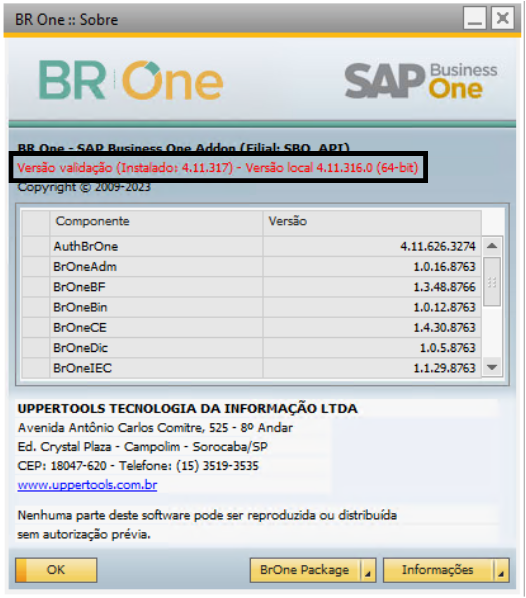 BR One :: Sobre
BR One
SAP Business One
BR One - SAP Business One Addon (Filial: SBO_API)
Versão validação (Instalado: 4.11.317) - Versão local 4.11.316.0 (64-bit)
Copyright © 2009-2023
Componente Versão
AuthBrOne 4.11.626.3274
BrOneAdm 1.0.16.8763
BrOneBF 1.3.48.8766
BrOneBin 1.0.12.8763
BrOneCE 1.4.30.8763
BrOneDic 1.0.5.8763
BrOneIEC 1.1.29.8763
UPPERTOOLS TECNOLOGIA DA INFORMAÇÃO LTDA
Avenida Antônio Carlos Comitre, 525 - 8º Andar
Ed. Crystal Plaza - Campolim - Sorocaba/SP
CEP: 18047-620 - Telefone: (15) 3519-3535
www.uppertools.com.br
Nenhuma parte deste software pode ser reproduzida ou distribuída
sem autorização prévia.
OK BrOne Package Informações